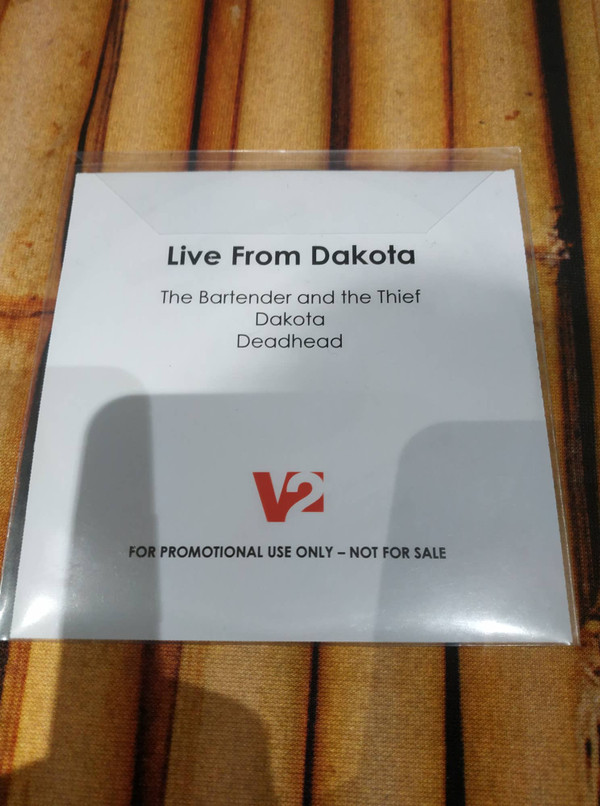 Live From Dakota
The Bartender and the Thief
Dakota
Deadhead
V2
FOR PROMOTIONAL USE ONLY – NOT FOR SALE